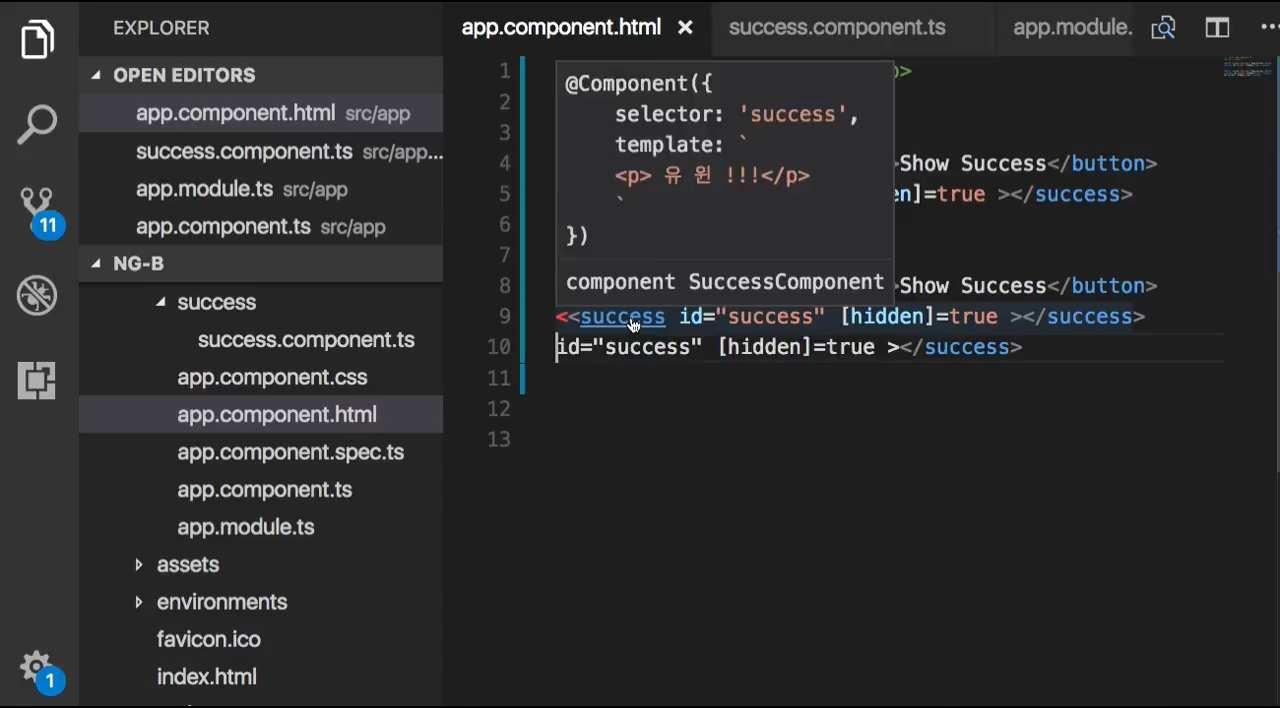 EXPLORER
OPEN EDITORS
app.component.html src/app
success.component.ts src/app...
app.module.ts src/app
app.component.ts src/app
NG-B
success
success.component.ts
app.component.css
app.component.html
app.component.spec.ts
app.component.ts
app.module.ts
assets
environments
favicon.ico
index.html
11
1
app.component.html × success.component.ts app.module.
@Component({
selector: 'success',
template: `
<p> 유 윈 !!!</p>
`
})
component SuccessComponent
1 p>
2
3
4 >Show Success</button>
5 en]=true ></success>
6
7
8 >Show Success</button>
9 <<success id="success" [hidden]=true ></success>
10 id="success" [hidden]=true ></success>
11
12
13